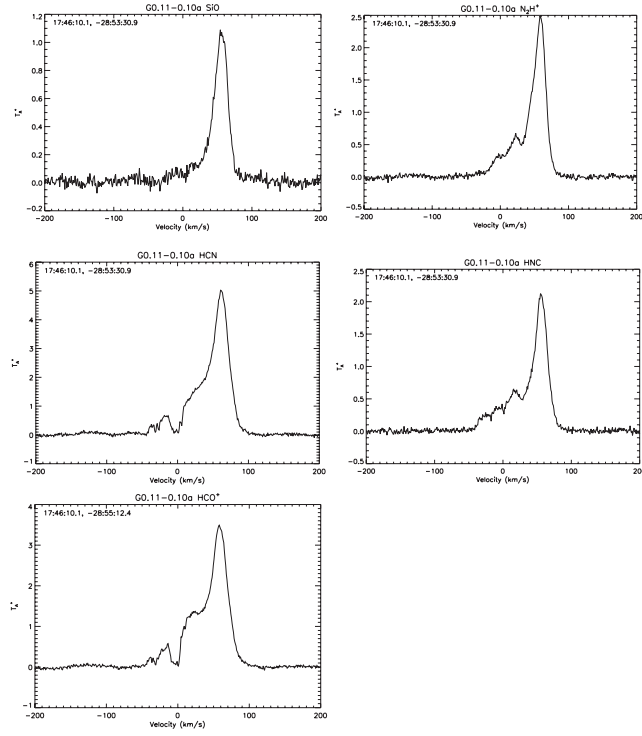 G0.11−0.10a SiO
17:46:10.1, −28:53:30.9
1.2
1.0
0.8
0.6
0.4
0.2
0.0
−0.2
T_A^*
−200 −100 0 100 200
Velocity (km/s)
G0.11−0.10a N₂H⁺
17:46:10.1, −28:53:30.9
2.5
2.0
1.5
1.0
0.5
0.0
−0.5
T_A^*
−200 −100 0 100 200
Velocity (km/s)
G0.11−0.10a HCN
17:46:10.1, −28:53:30.9
6
5
4
3
2
1
0
−1
T_A^*
−200 −100 0 100 200
Velocity (km/s)
G0.11−0.10a HNC
17:46:10.1, −28:53:30.9
2.5
2.0
1.5
1.0
0.5
0.0
−0.5
T_A^*
−200 −100 0 100 200
Velocity (km/s)
G0.11−0.10a HCO⁺
17:46:10.1, −28:55:12.4
4
3
2
1
0
−1
T_A^*
−200 −100 0 100 200
Velocity (km/s)